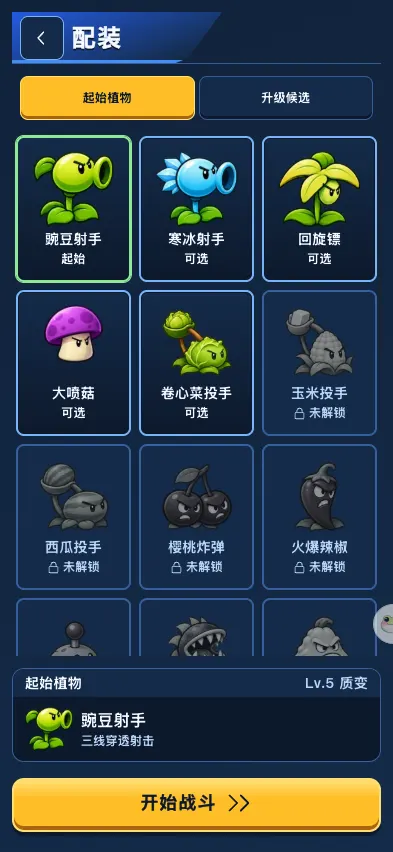 配装
起始植物
升级候选
豌豆射手
起始
寒冰射手
可选
回旋镖
可选
大喷菇
可选
卷心菜投手
可选
玉米投手
未解锁
西瓜投手
未解锁
樱桃炸弹
未解锁
火爆辣椒
未解锁
起始植物
Lv.5 质变
豌豆射手
三线穿透射击
开始战斗